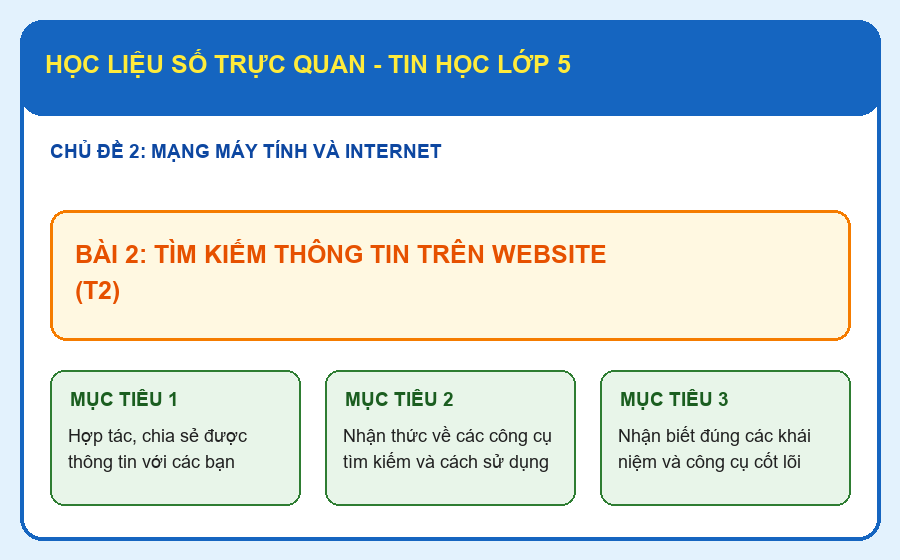 HỌC LIỆU SỐ TRỰC QUAN - TIN HỌC LỚP 5
CHỦ ĐỀ 2: MẠNG MÁY TÍNH VÀ INTERNET
BÀI 2: TÌM KIẾM THÔNG TIN TRÊN WEBSITE
(T2)
MỤC TIÊU 1
Hợp tác, chia sẻ được
thông tin với các bạn
MỤC TIÊU 2
Nhận thức về các công cụ
tìm kiếm và cách sử dụng
MỤC TIÊU 3
Nhận biết đúng các khái
niệm và công cụ cốt lõi